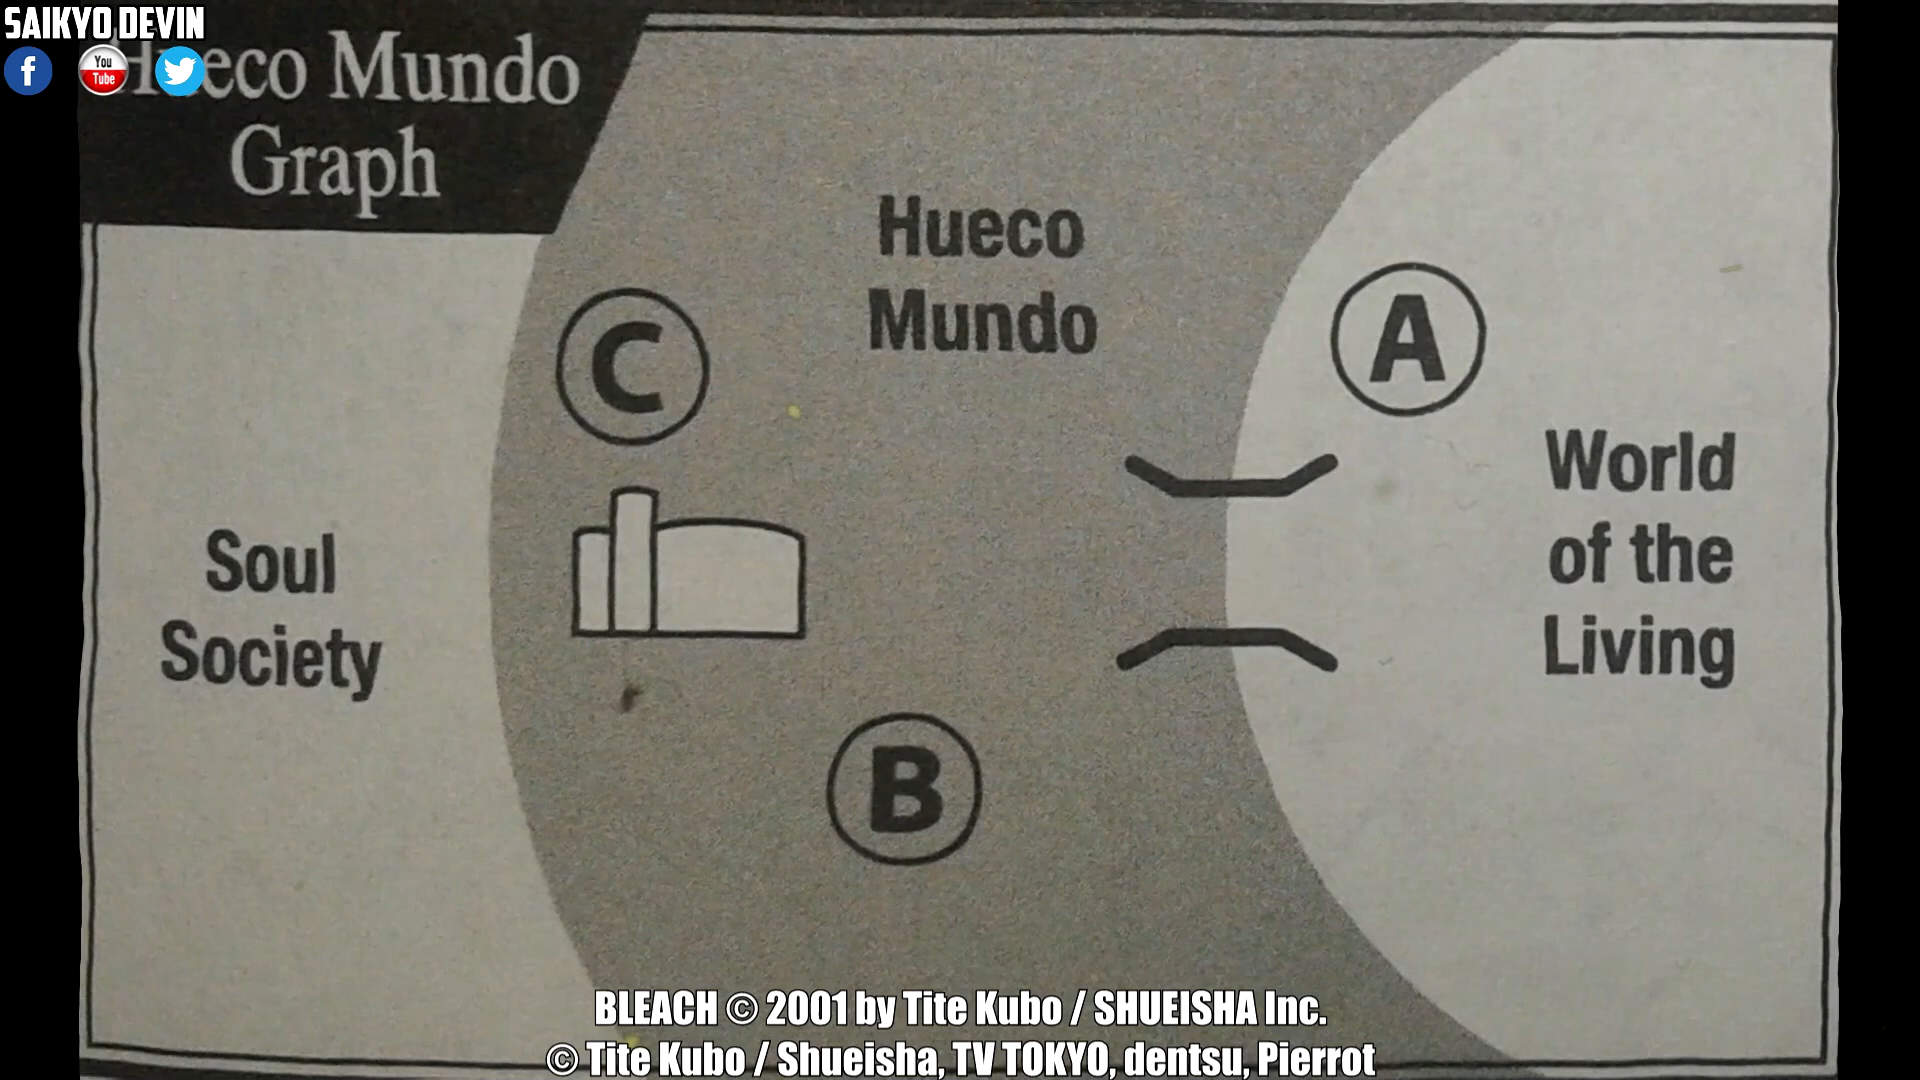 SAIKYO DEVIN
f
You
Tube
Hueco Mundo
Graph
Hueco
Mundo
C
A
World
of the
Living
Soul
Society
B
BLEACH © 2001 by Tite Kubo / SHUEISHA Inc.
© Tite Kubo / Shueisha, TV TOKYO, dentsu, Pierrot